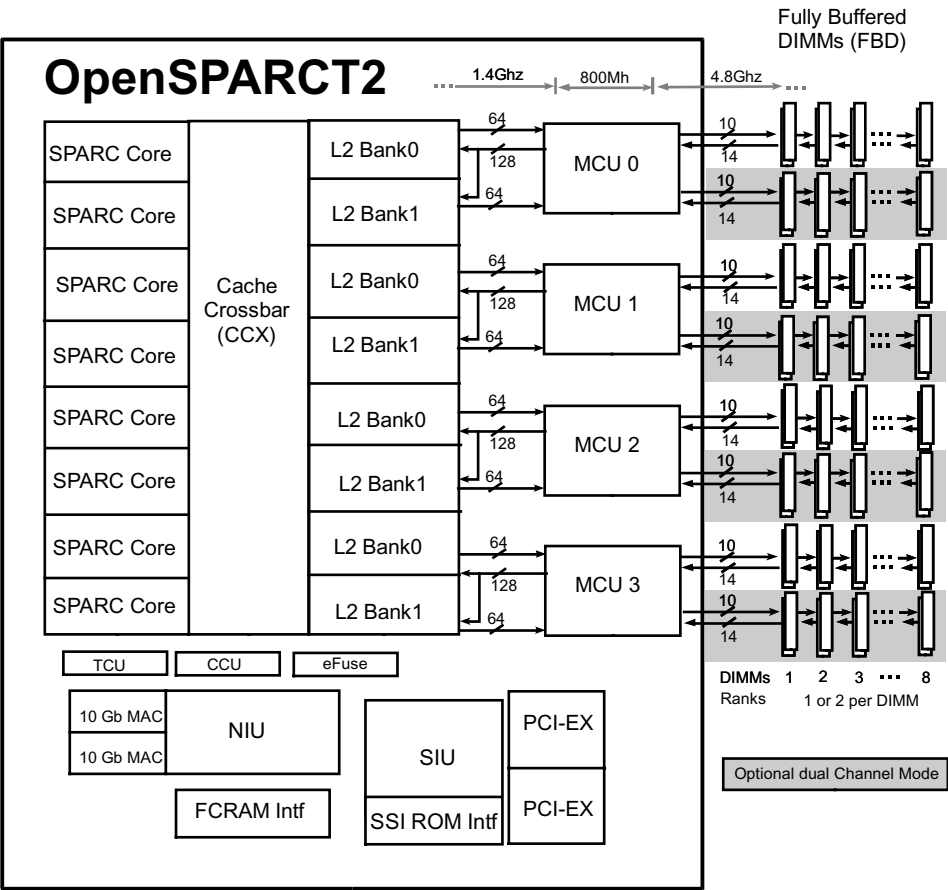 Fully Buffered
DIMMs (FBD)
OpenSPARCT2
1.4Ghz
800Mh
4.8Ghz
SPARC Core
SPARC Core
SPARC Core
SPARC Core
SPARC Core
SPARC Core
SPARC Core
SPARC Core
Cache
Crossbar
(CCX)
L2 Bank0
L2 Bank1
L2 Bank0
L2 Bank1
L2 Bank0
L2 Bank1
L2 Bank0
L2 Bank1
64
128
64
64
128
64
64
128
64
64
128
64
MCU 0
MCU 1
MCU 2
MCU 3
10
14
10
14
10
14
10
14
10
14
10
14
10
14
10
14
DIMMs 1 2 3 8
Ranks 1 or 2 per DIMM
Optional dual Channel Mode
TCU
CCU
eFuse
10 Gb MAC
10 Gb MAC
NIU
FCRAM Intf
SIU
SSI ROM Intf
PCI-EX
PCI-EX